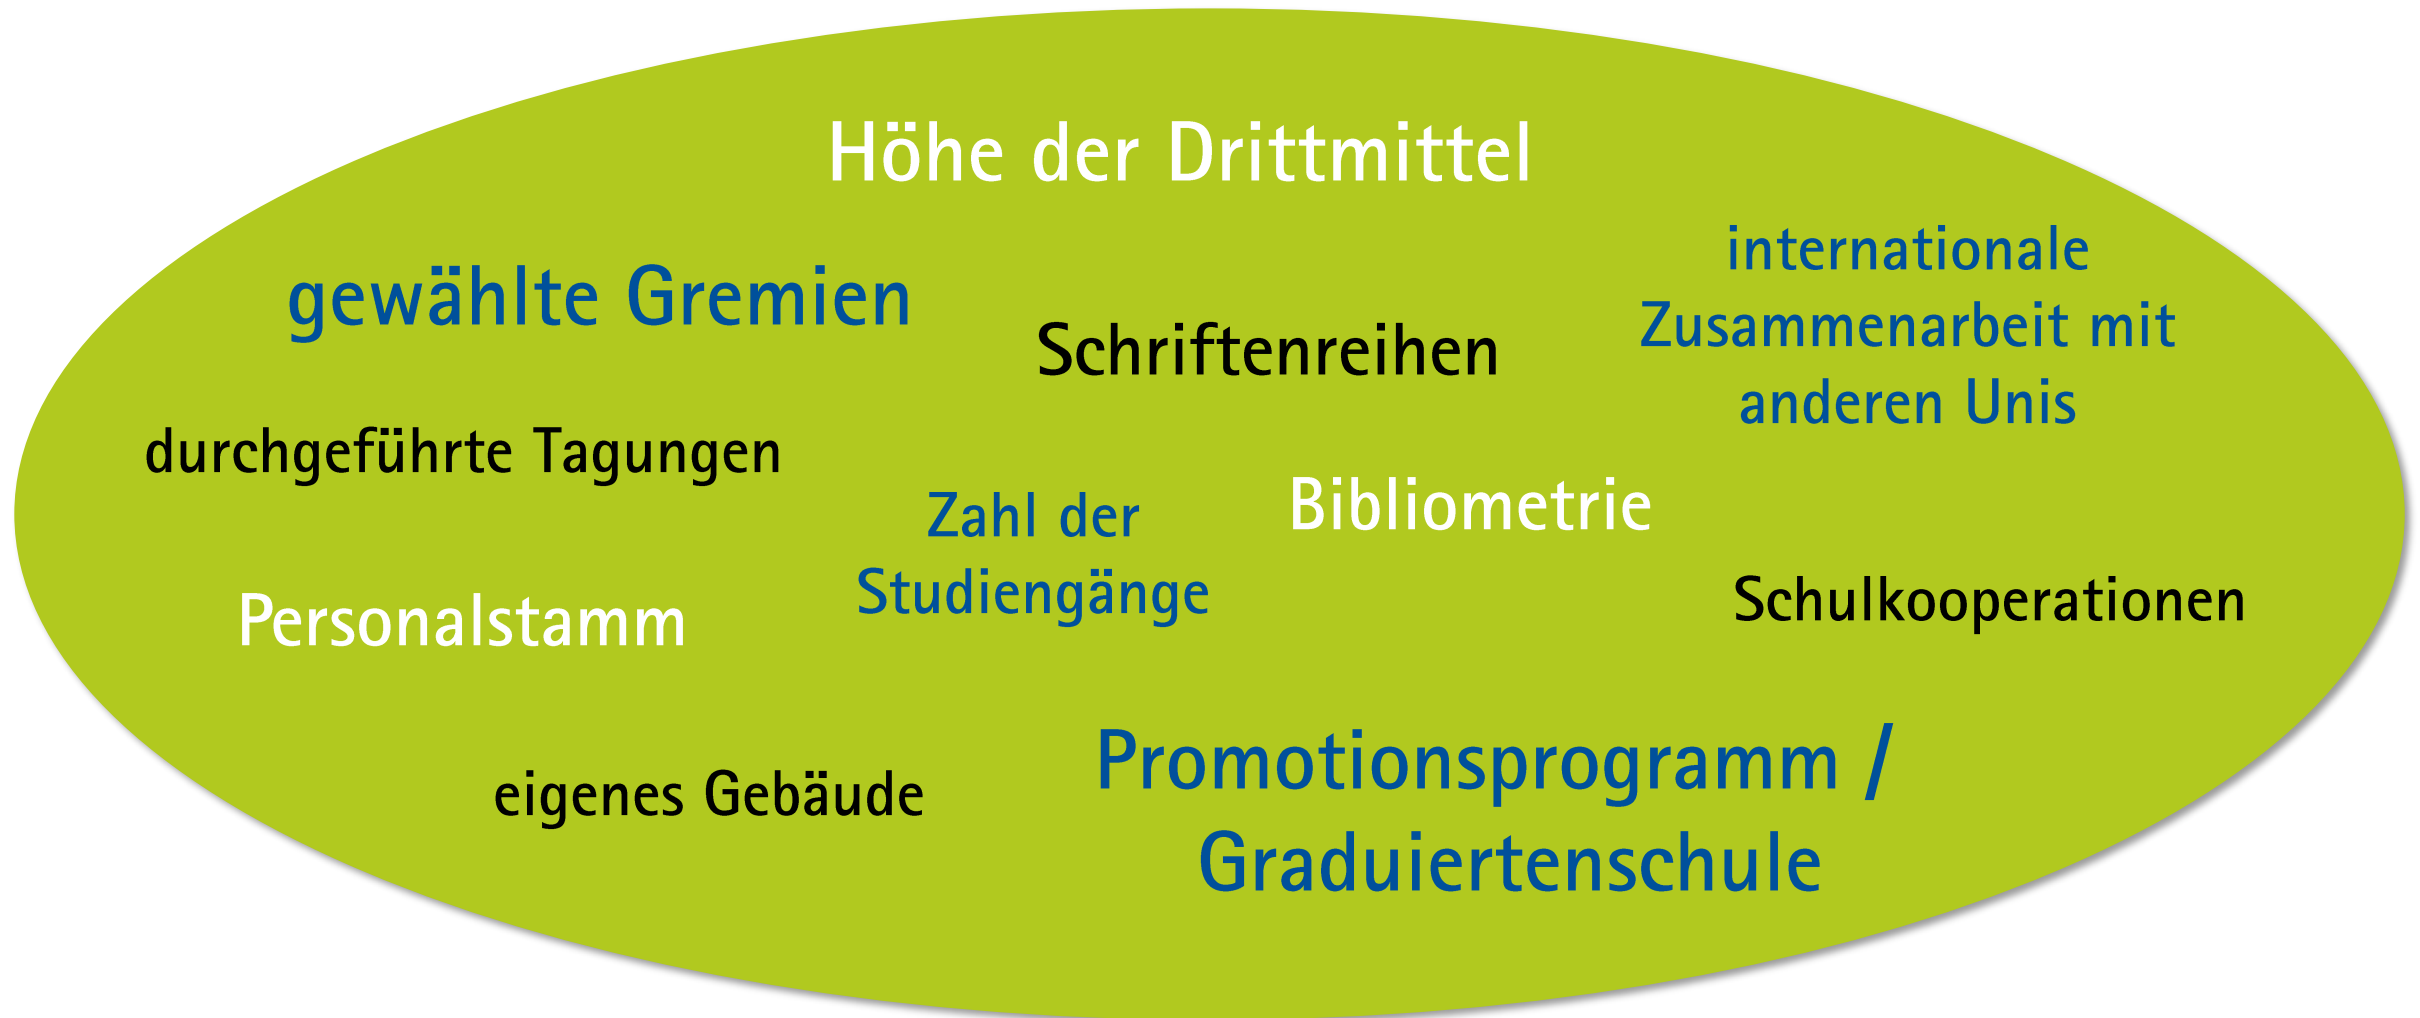 Höhe der Drittmittel
gewählte Gremien
internationale
Zusammenarbeit mit
anderen Unis
Schriftenreihen
durchgeführte Tagungen
Zahl der
Studiengänge
Bibliometrie
Personalstamm
Schulkooperationen
eigenes Gebäude
Promotionsprogramm /
Graduiertenschule